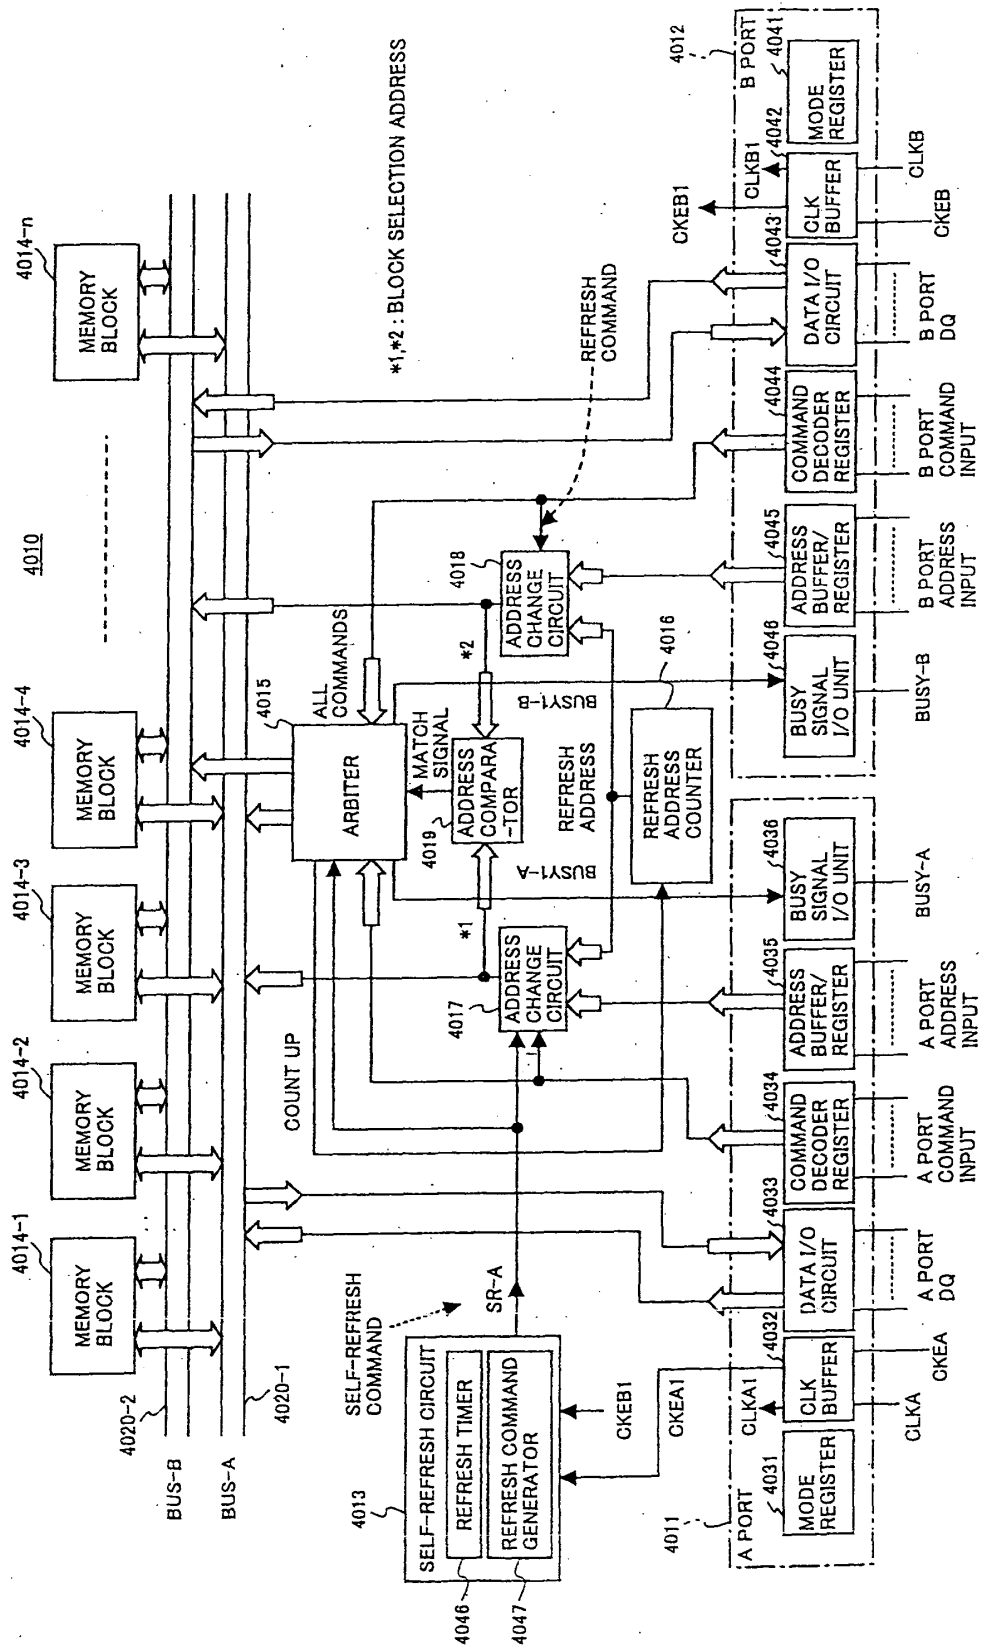 4010
4014-1
MEMORY
BLOCK
4014-2
MEMORY
BLOCK
4014-3
MEMORY
BLOCK
4014-4
MEMORY
BLOCK
4014-n
MEMORY
BLOCK
4020-2
BUS-B
BUS-A
4020-1
*1,*2 : BLOCK SELECTION ADDRESS
COUNT UP
4015
ARBITER
ALL
COMMANDS
MATCH
SIGNAL
4019
ADDRESS
COMPARA
-TOR
*1
*2
BUSY1-A
BUSY1-B
4017
ADDRESS
CHANGE
CIRCUIT
4018
ADDRESS
CHANGE
CIRCUIT
REFRESH
COMMAND
REFRESH
ADDRESS
4016
REFRESH
ADDRESS
COUNTER
SELF-REFRESH
COMMAND
SR-A
4013
SELF-REFRESH CIRCUIT
REFRESH TIMER
REFRESH COMMAND
GENERATOR
4046
4047
CKEB1
CKEA1
CLKA1
CKEB1
CLKB1
4011
A PORT
4031
MODE
REGISTER
4032
CLK
BUFFER
4033
DATA I/O
CIRCUIT
4034
COMMAND
DECODER
REGISTER
4035
ADDRESS
BUFFER/
REGISTER
4036
BUSY
SIGNAL
I/O UNIT
CLKA
CKEA
A PORT
DQ
A PORT
COMMAND
INPUT
A PORT
ADDRESS
INPUT
BUSY-A
4012
B PORT
4046
BUSY
SIGNAL
I/O UNIT
4045
ADDRESS
BUFFER/
REGISTER
4044
COMMAND
DECODER
REGISTER
4043
DATA I/O
CIRCUIT
4042
CLK
BUFFER
4041
MODE
REGISTER
BUSY-B
B PORT
ADDRESS
INPUT
B PORT
COMMAND
INPUT
B PORT
DQ
CKEB
CLKB